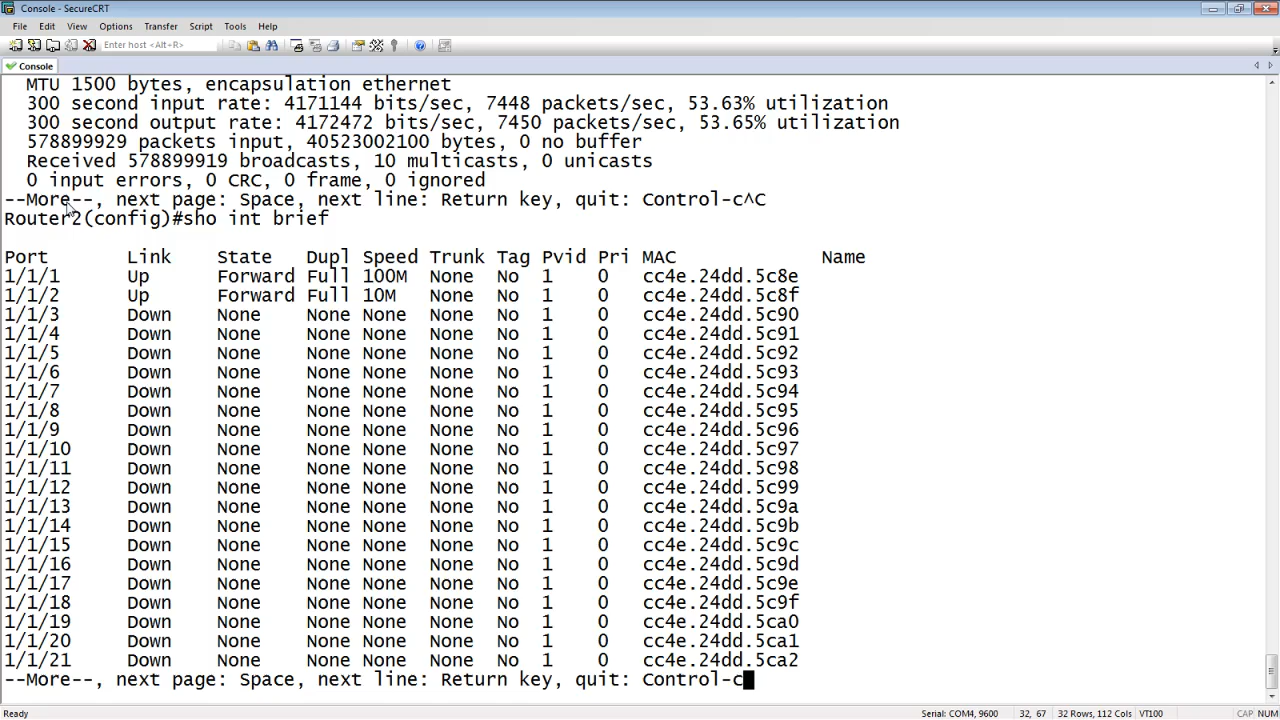 Console - SecureCRT
File Edit View Options Transfer Script Tools Help
Enter host <Alt+R>
Console
MTU 1500 bytes, encapsulation ethernet
300 second input rate: 4171144 bits/sec, 7448 packets/sec, 53.63% utilization
300 second output rate: 4172472 bits/sec, 7450 packets/sec, 53.65% utilization
578899929 packets input, 40523002100 bytes, 0 no buffer
Received 578899919 broadcasts, 10 multicasts, 0 unicasts
0 input errors, 0 CRC, 0 frame, 0 ignored
--More--, next page: Space, next line: Return key, quit: Control-c^C
Router2(config)#sho int brief
Port Link State Dupl Speed Trunk Tag Pvid Pri MAC Name
1/1/1 Up Forward Full 100M None No 1 0 cc4e.24dd.5c8e
1/1/2 Up Forward Full 10M None No 1 0 cc4e.24dd.5c8f
1/1/3 Down None None None None No 1 0 cc4e.24dd.5c90
1/1/4 Down None None None None No 1 0 cc4e.24dd.5c91
1/1/5 Down None None None None No 1 0 cc4e.24dd.5c92
1/1/6 Down None None None None No 1 0 cc4e.24dd.5c93
1/1/7 Down None None None None No 1 0 cc4e.24dd.5c94
1/1/8 Down None None None None No 1 0 cc4e.24dd.5c95
1/1/9 Down None None None None No 1 0 cc4e.24dd.5c96
1/1/10 Down None None None None No 1 0 cc4e.24dd.5c97
1/1/11 Down None None None None No 1 0 cc4e.24dd.5c98
1/1/12 Down None None None None No 1 0 cc4e.24dd.5c99
1/1/13 Down None None None None No 1 0 cc4e.24dd.5c9a
1/1/14 Down None None None None No 1 0 cc4e.24dd.5c9b
1/1/15 Down None None None None No 1 0 cc4e.24dd.5c9c
1/1/16 Down None None None None No 1 0 cc4e.24dd.5c9d
1/1/17 Down None None None None No 1 0 cc4e.24dd.5c9e
1/1/18 Down None None None None No 1 0 cc4e.24dd.5c9f
1/1/19 Down None None None None No 1 0 cc4e.24dd.5ca0
1/1/20 Down None None None None No 1 0 cc4e.24dd.5ca1
1/1/21 Down None None None None No 1 0 cc4e.24dd.5ca2
--More--, next page: Space, next line: Return key, quit: Control-c
Ready Serial: COM4, 9600 32, 67 32 Rows, 112 Cols VT100 CAP NUM